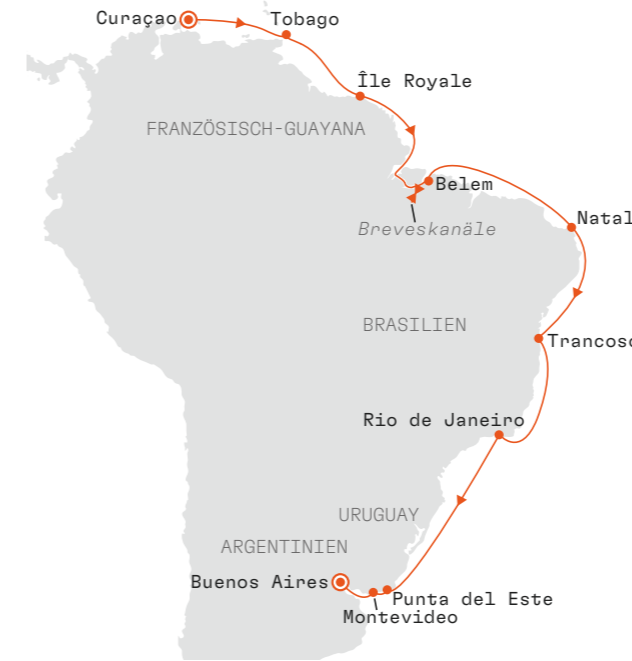 Curaçao
Tobago
Île Royale
FRANZÖSISCH-GUAYANA
Belem
Natal
Breveskanäle
BRASILIEN
Trancoso
Rio de Janeiro
URUGUAY
ARGENTINIEN
Buenos Aires
Punta del Este
Montevideo